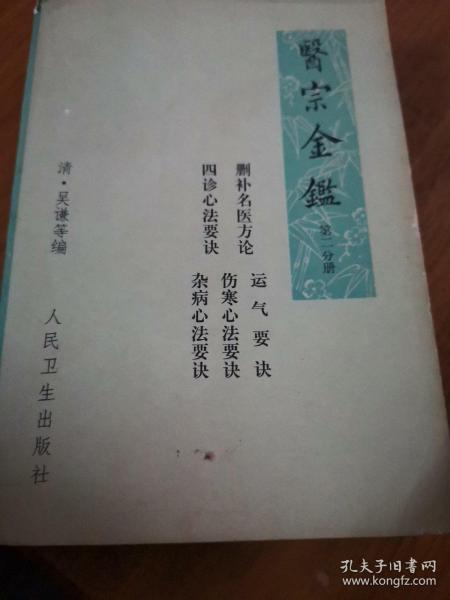 醫宗金鑑
第二分册
删补名医方论
四诊心法要诀
运气要诀
伤寒心法要诀
杂病心法要诀
清·吴谦等编
人民卫生出版社
孔夫子旧书网
www.kongfz.com